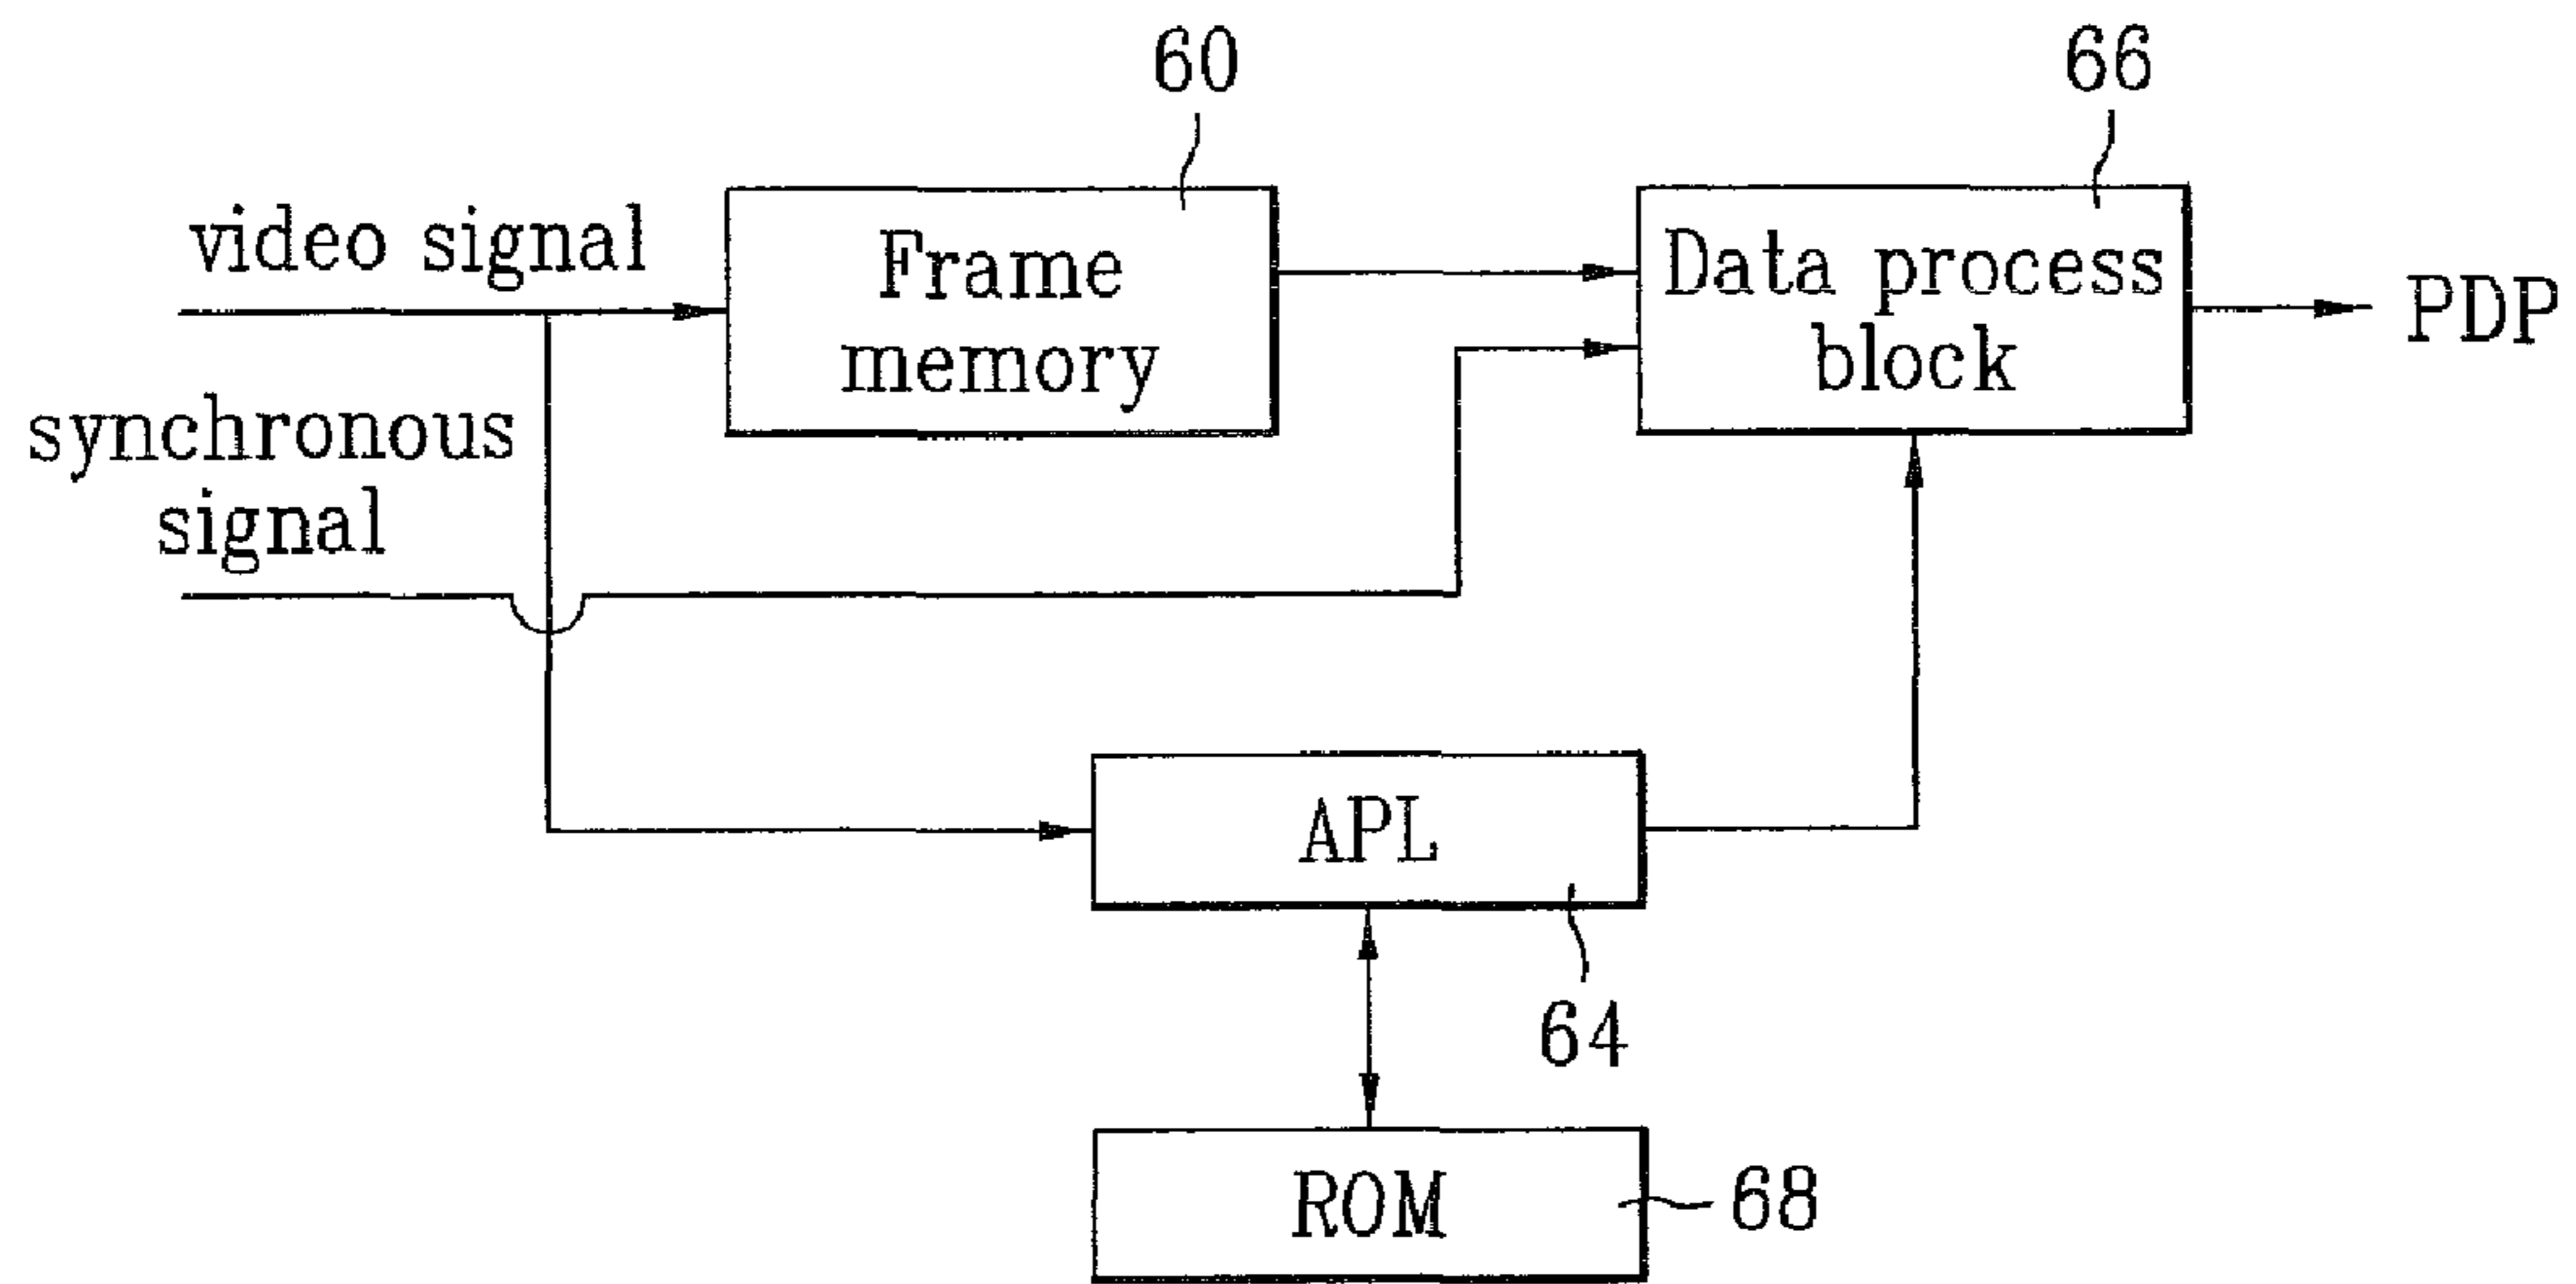 60
66
video signal
Frame
memory
Data process
block
PDP
synchronous
signal
APL
64
ROM
68